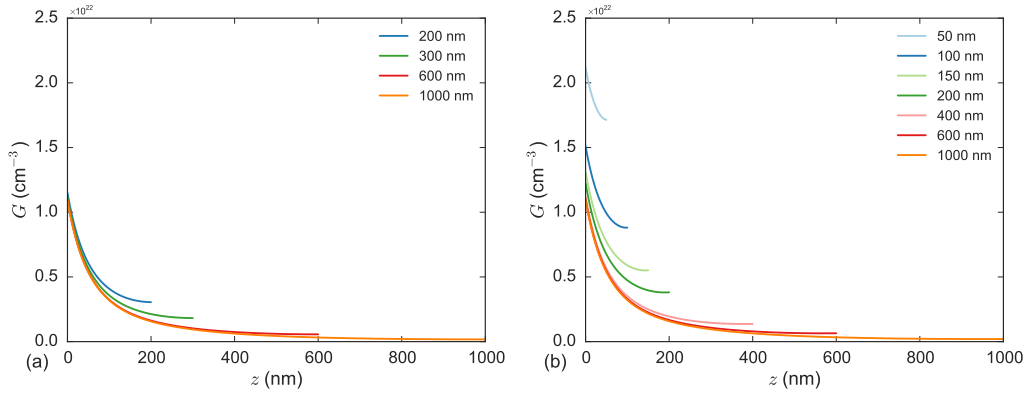 ×10²²
2.5
2.0
1.5
1.0
0.5
0.0
G (cm⁻³)
200 nm
300 nm
600 nm
1000 nm
0 200 400 600 800 1000
z (nm)
(a)
×10²²
2.5
2.0
1.5
1.0
0.5
0.0
G (cm⁻³)
50 nm
100 nm
150 nm
200 nm
400 nm
600 nm
1000 nm
0 200 400 600 800 1000
z (nm)
(b)